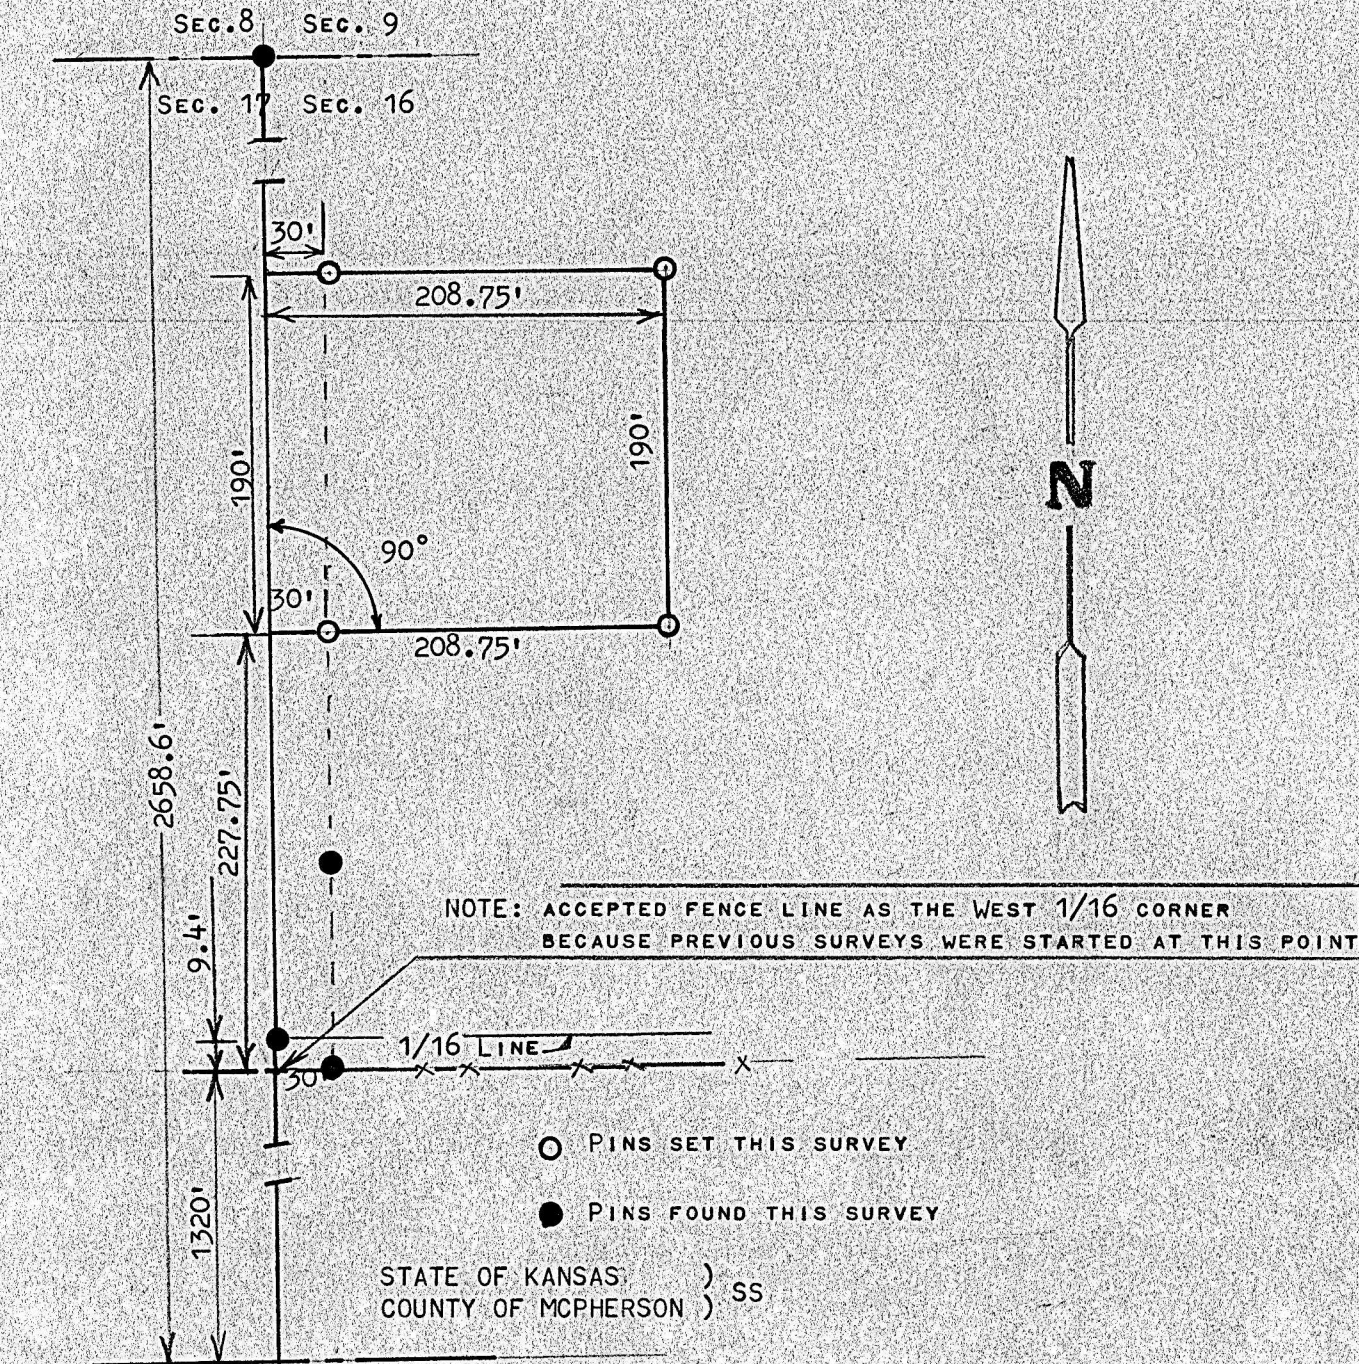 SEC. 8 SEC. 9
SEC. 17 SEC. 16
30'
208.75'
190'
190'
90°
30'
208.75'
2658.6'
227.75'
9.4'
NOTE: ACCEPTED FENCE LINE AS THE WEST 1/16 CORNER
BECAUSE PREVIOUS SURVEYS WERE STARTED AT THIS POINT
1/16 LINE
30'
1320'
N
PINS SET THIS SURVEY
PINS FOUND THIS SURVEY
STATE OF KANSAS )
COUNTY OF MCPHERSON ) SS